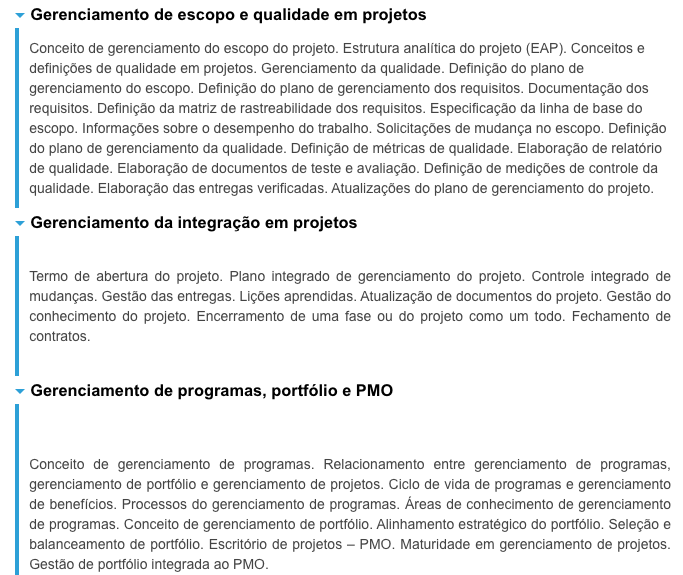 Gerenciamento de escopo e qualidade em projetos
Conceito de gerenciamento do escopo do projeto. Estrutura analítica do projeto (EAP). Conceitos e
definições de qualidade em projetos. Gerenciamento da qualidade. Definição do plano de
gerenciamento do escopo. Definição do plano de gerenciamento dos requisitos. Documentação dos
requisitos. Definição da matriz de rastreabilidade dos requisitos. Especificação da linha de base do
escopo. Informações sobre o desempenho do trabalho. Solicitações de mudança no escopo. Definição
do plano de gerenciamento da qualidade. Definição de métricas de qualidade. Elaboração de relatório
de qualidade. Elaboração de documentos de teste e avaliação. Definição de medições de controle da
qualidade. Elaboração das entregas verificadas. Atualizações do plano de gerenciamento do projeto.
Gerenciamento da integração em projetos
Termo de abertura do projeto. Plano integrado de gerenciamento do projeto. Controle integrado de
mudanças. Gestão das entregas. Lições aprendidas. Atualização de documentos do projeto. Gestão do
conhecimento do projeto. Encerramento de uma fase ou do projeto como um todo. Fechamento de
contratos.
Gerenciamento de programas, portfólio e PMO
Conceito de gerenciamento de programas. Relacionamento entre gerenciamento de programas,
gerenciamento de portfólio e gerenciamento de projetos. Ciclo de vida de programas e gerenciamento
de benefícios. Processos do gerenciamento de programas. Áreas de conhecimento de gerenciamento
de programas. Conceito de gerenciamento de portfólio. Alinhamento estratégico do portfólio. Seleção e
balanceamento de portfólio. Escritório de projetos – PMO. Maturidade em gerenciamento de projetos.
Gestão de portfólio integrada ao PMO.